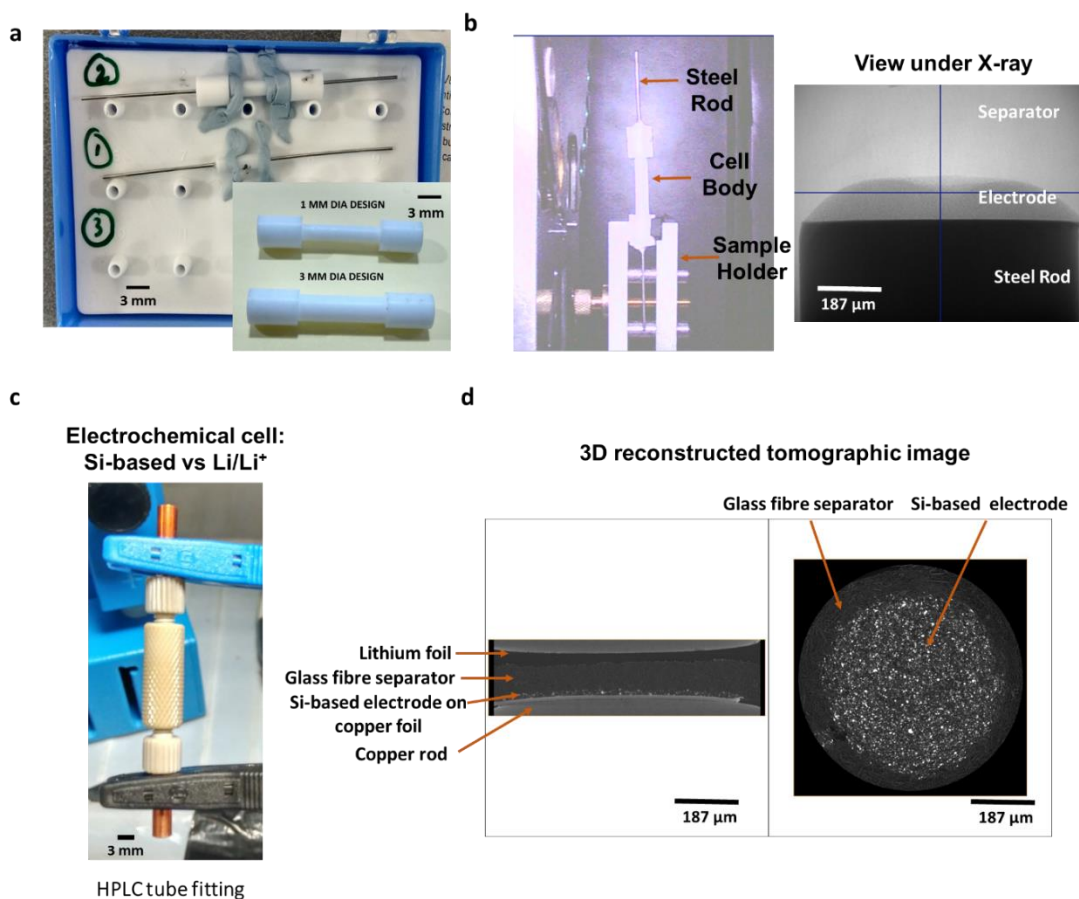 a
2
1
3
3 mm
1 MM DIA DESIGN
3 mm
3 MM DIA DESIGN
b
Steel
Rod
Cell
Body
Sample
Holder
View under X-ray
Separator
Electrode
Steel Rod
187 µm
c
Electrochemical cell:
Si-based vs Li/Li⁺
3 mm
HPLC tube fitting
d
3D reconstructed tomographic image
Glass fibre separator
Si-based electrode
Lithium foil
Glass fibre separator
Si-based electrode on
copper foil
Copper rod
187 µm
187 µm